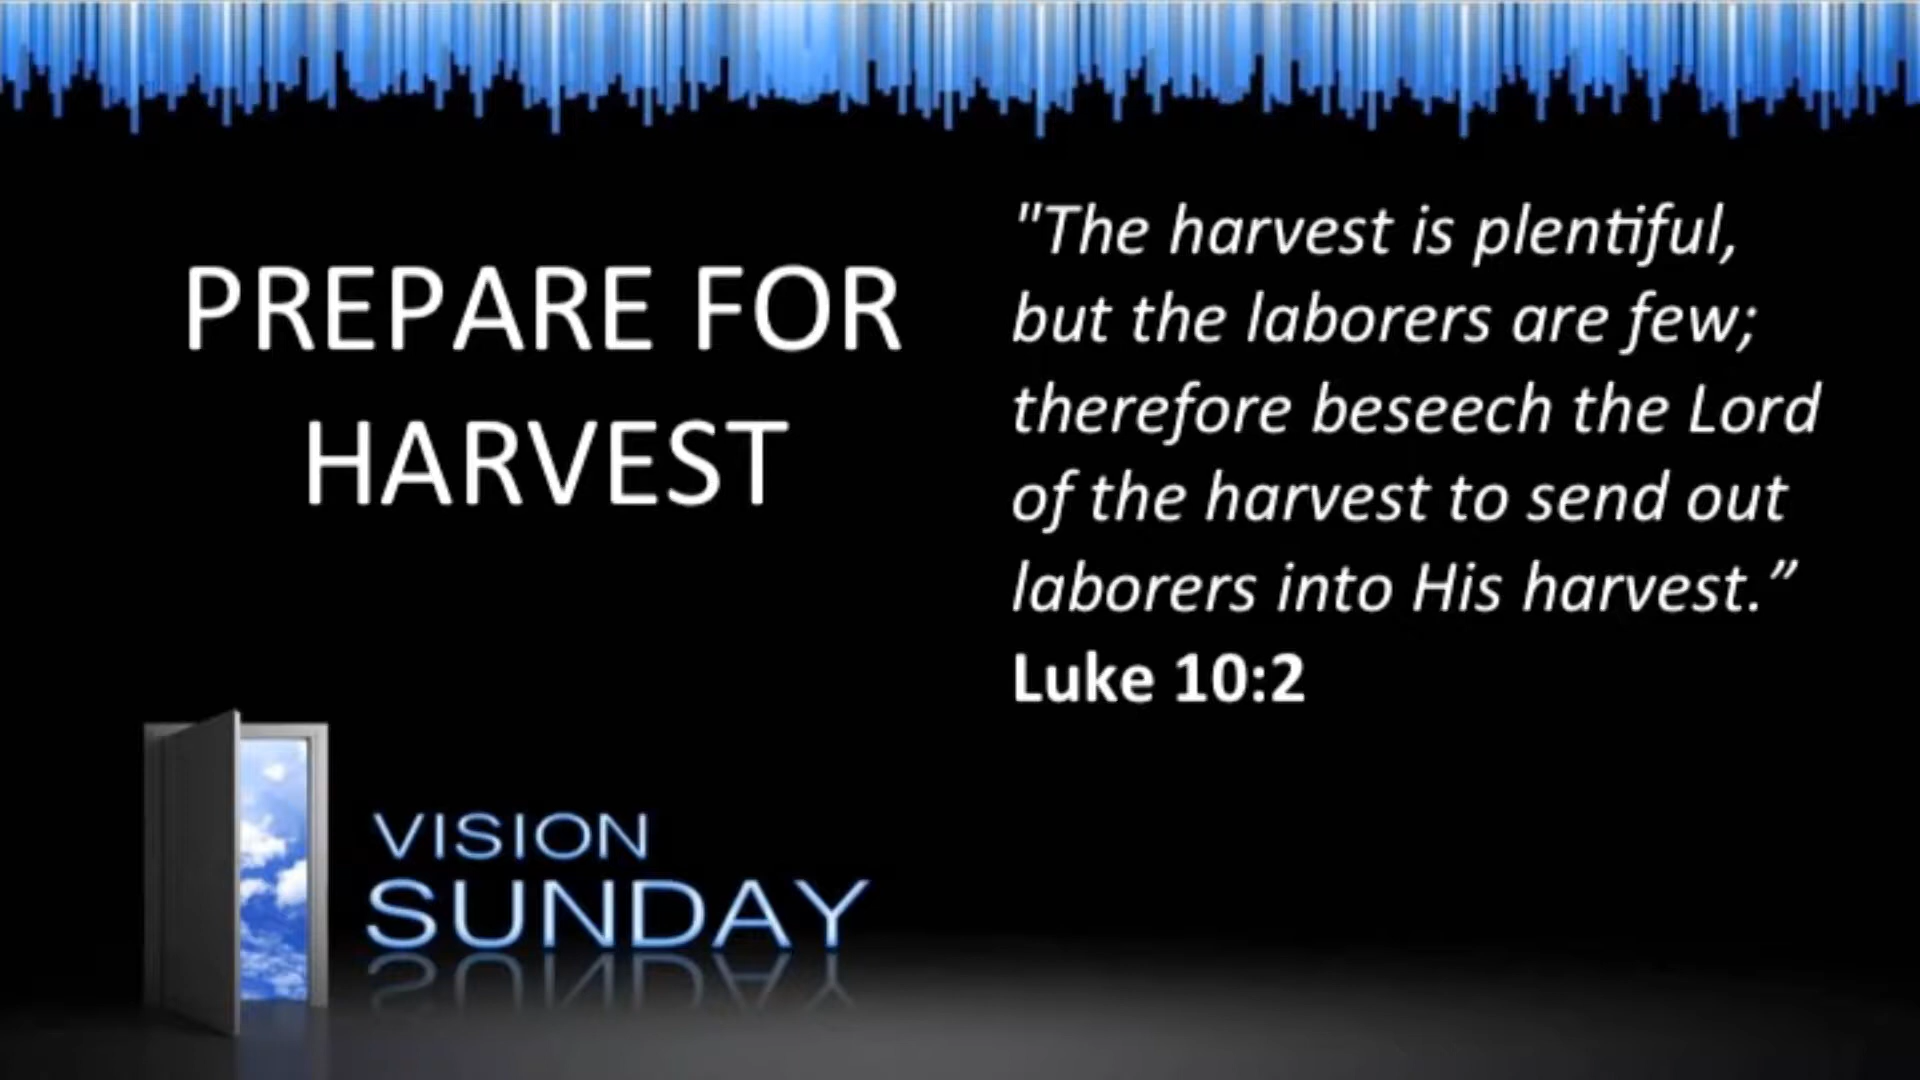 PREPARE FOR
HARVEST
"The harvest is plentiful,
but the laborers are few;
therefore beseech the Lord
of the harvest to send out
laborers into His harvest.”
Luke 10:2
VISION
SUNDAY